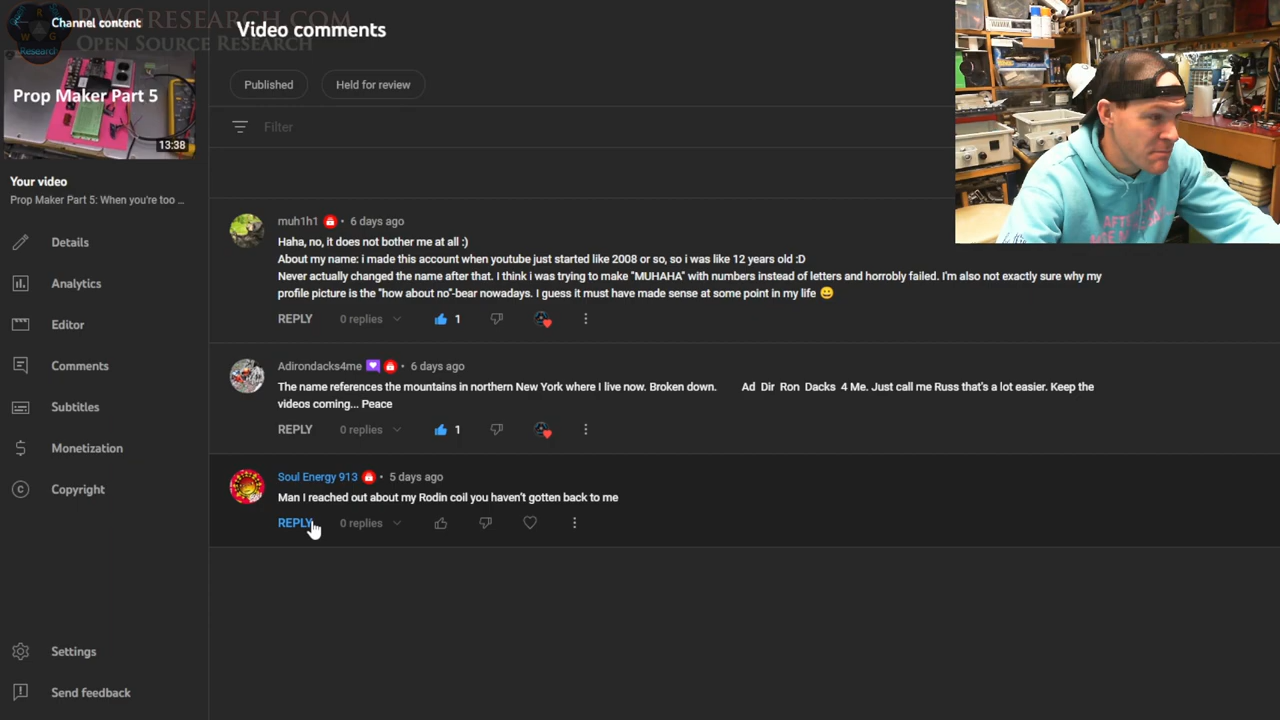 RWGRESEARCH.COM
Open Source Research
Channel content
R
W G
Research
Prop Maker Part 5
13:38
Your video
Prop Maker Part 5: When you're too ...
Details
Analytics
Editor
Comments
Subtitles
Monetization
Copyright
Settings
Send feedback
Video comments
Published Held for review
Filter
muh1h1 • 6 days ago
Haha, no, it does not bother me at all :)
About my name: i made this account when youtube just started like 2008 or so, so i was like 12 years old :D
Never actually changed the name after that. I think i was trying to make "MUHAHA" with numbers instead of letters and horrobly failed. I'm also not exactly sure why my
profile picture is the "how about no"-bear nowadays. I guess it must have made sense at some point in my life 😀
REPLY 0 replies 1
Adirondacks4me • 6 days ago
The name references the mountains in northern New York where I live now. Broken down. Ad Dir Ron Dacks 4 Me. Just call me Russ that's a lot easier. Keep the
videos coming... Peace
REPLY 0 replies 1
Soul Energy 913 • 5 days ago
Man I reached out about my Rodin coil you haven't gotten back to me
REPLY 0 replies